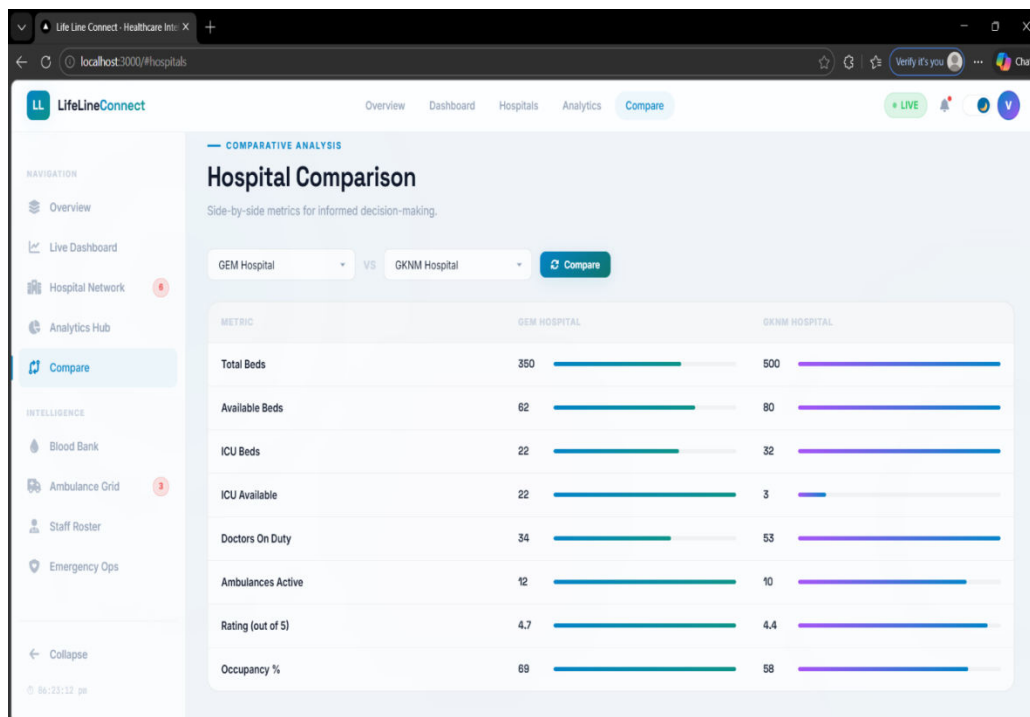 Life Line Connect - Healthcare Inte
localhost:3000/#hospitals
Verify it's you
Cha
LL LifeLineConnect
Overview Dashboard Hospitals Analytics Compare
LIVE
V
NAVIGATION
Overview
Live Dashboard
Hospital Network 6
Analytics Hub
Compare
INTELLIGENCE
Blood Bank
Ambulance Grid 3
Staff Roster
Emergency Ops
Collapse
06:23:12 pm
COMPARATIVE ANALYSIS
Hospital Comparison
Side-by-side metrics for informed decision-making.
GEM Hospital VS GKNM Hospital Compare
METRIC GEM HOSPITAL GKNM HOSPITAL
Total Beds 350 500
Available Beds 62 80
ICU Beds 22 32
ICU Available 22 3
Doctors On Duty 34 53
Ambulances Active 12 10
Rating (out of 5) 4.7 4.4
Occupancy % 69 58